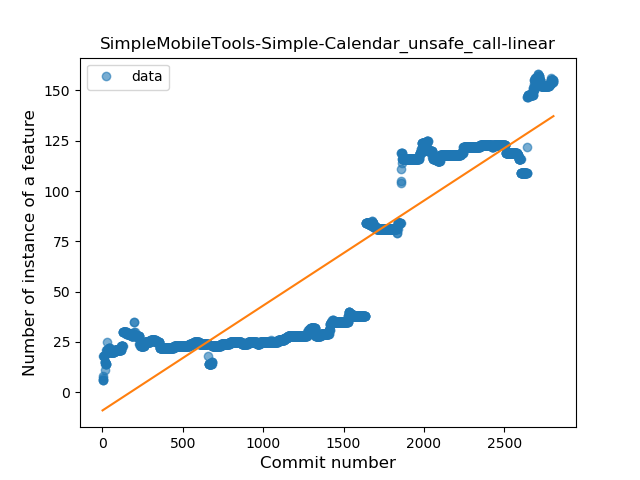 SimpleMobileTools-Simple-Calendar_unsafe_call-linear
data
Number of instance of a feature
150
125
100
75
50
25
0
0 500 1000 1500 2000 2500
Commit number